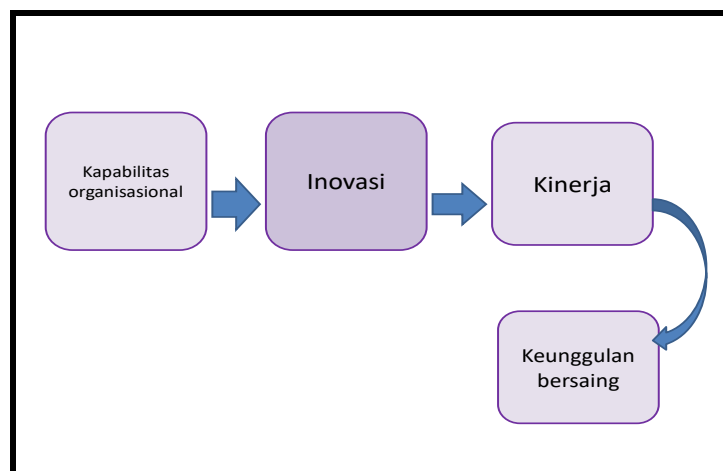 Kapabilitas
organisasional
Inovasi
Kinerja
Keunggulan
bersaing